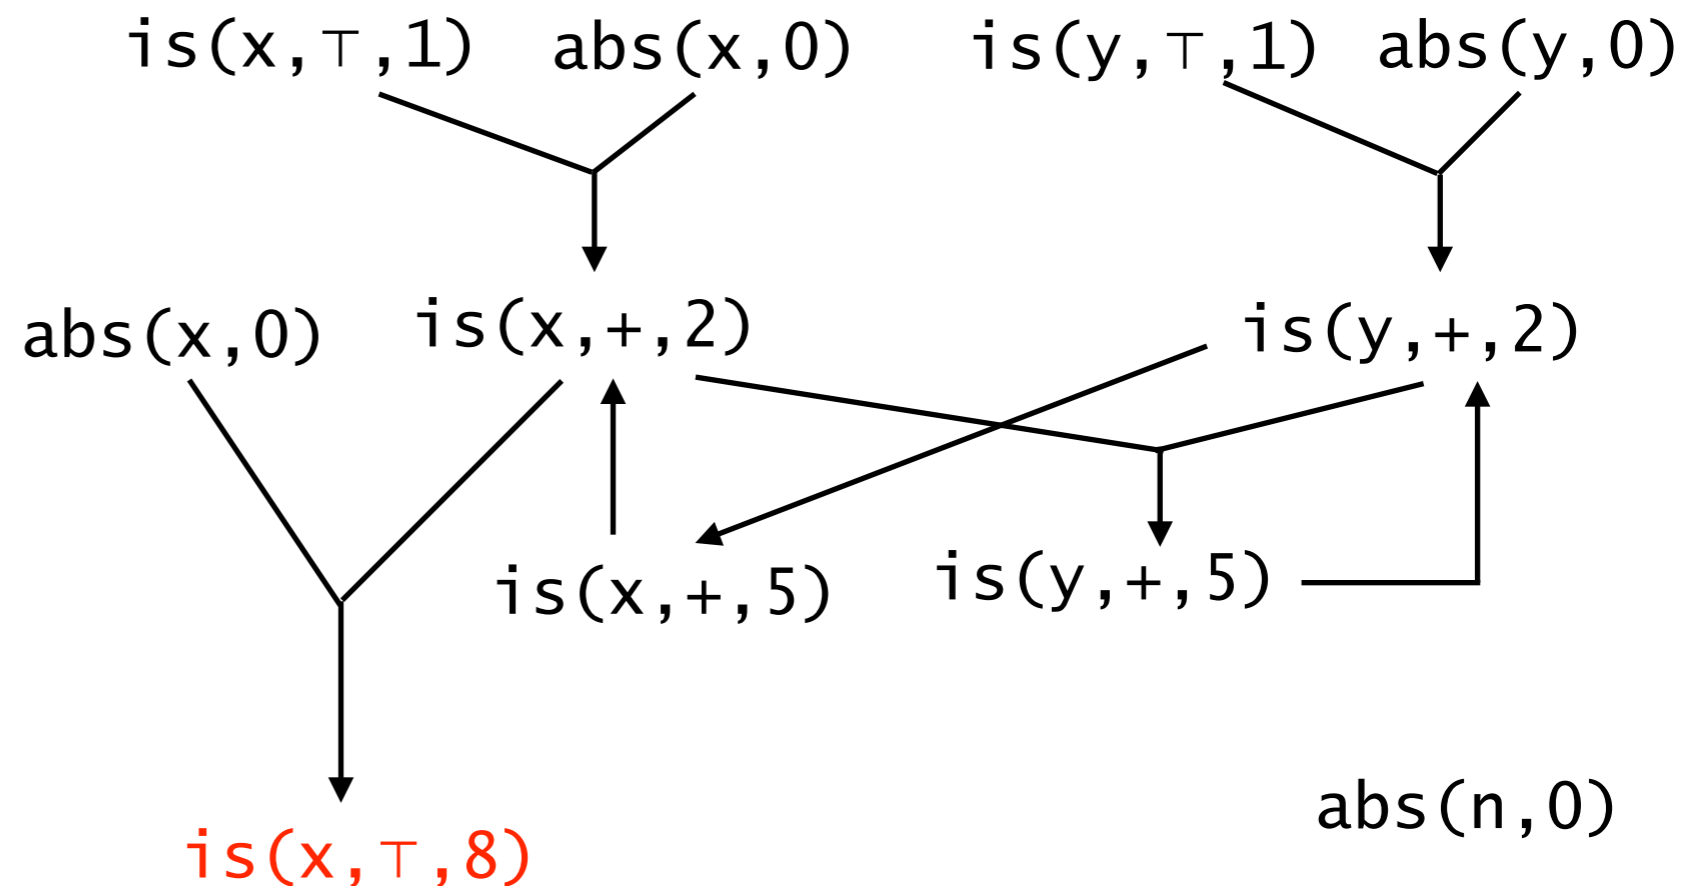 is(x,⊤,1) abs(x,0) is(y,⊤,1) abs(y,0)
abs(x,0) is(x,+,2) is(y,+,2)
is(x,+,5) is(y,+,5)
abs(n,0)
is(x,⊤,8)